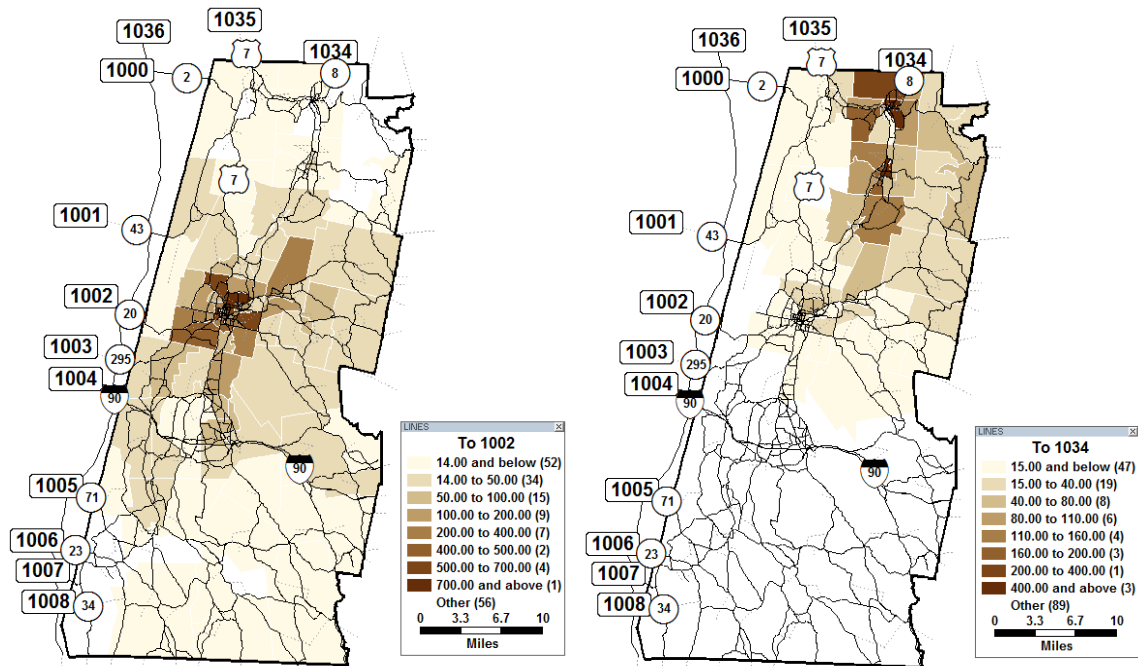 1035
1036
7
1034
1000
2
8
7
1001
43
1002
20
1003
295
1004
90
90
1005
71
1006
23
1007
1008
34
LINES
To 1002
14.00 and below (52)
14.00 to 50.00 (34)
50.00 to 100.00 (15)
100.00 to 200.00 (9)
200.00 to 400.00 (7)
400.00 to 500.00 (2)
500.00 to 700.00 (4)
700.00 and above (1)
Other (56)
0 3.3 6.7 10
Miles
1035
1036
7
1034
1000
2
8
7
1001
43
1002
20
1003
295
1004
90
90
1005
71
1006
23
1007
1008
34
LINES
To 1034
15.00 and below (47)
15.00 to 40.00 (19)
40.00 to 80.00 (8)
80.00 to 110.00 (6)
110.00 to 160.00 (4)
160.00 to 200.00 (3)
200.00 to 400.00 (1)
400.00 and above (3)
Other (89)
0 3.3 6.7 10
Miles